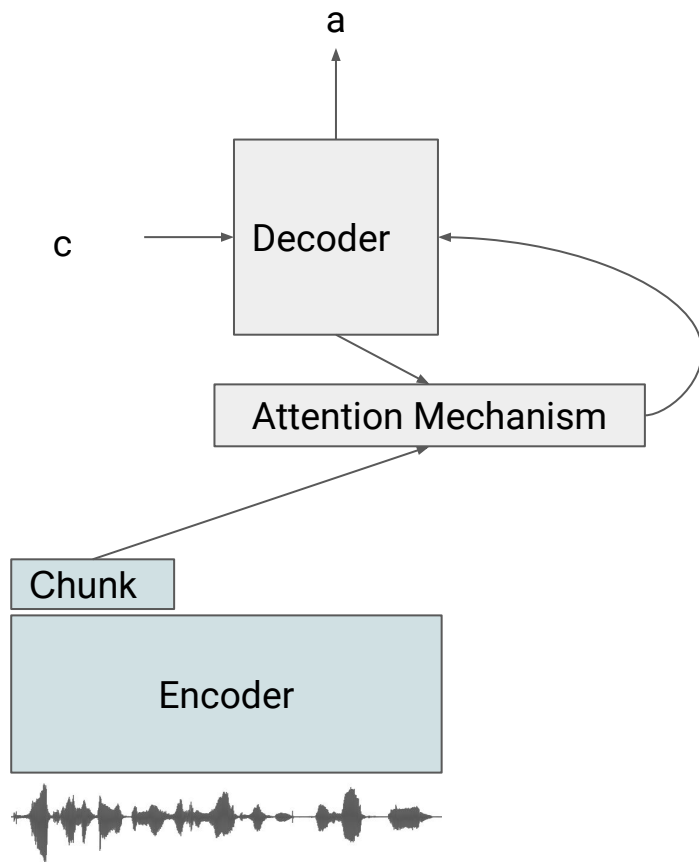 a
c
Decoder
Attention Mechanism
Chunk
Encoder